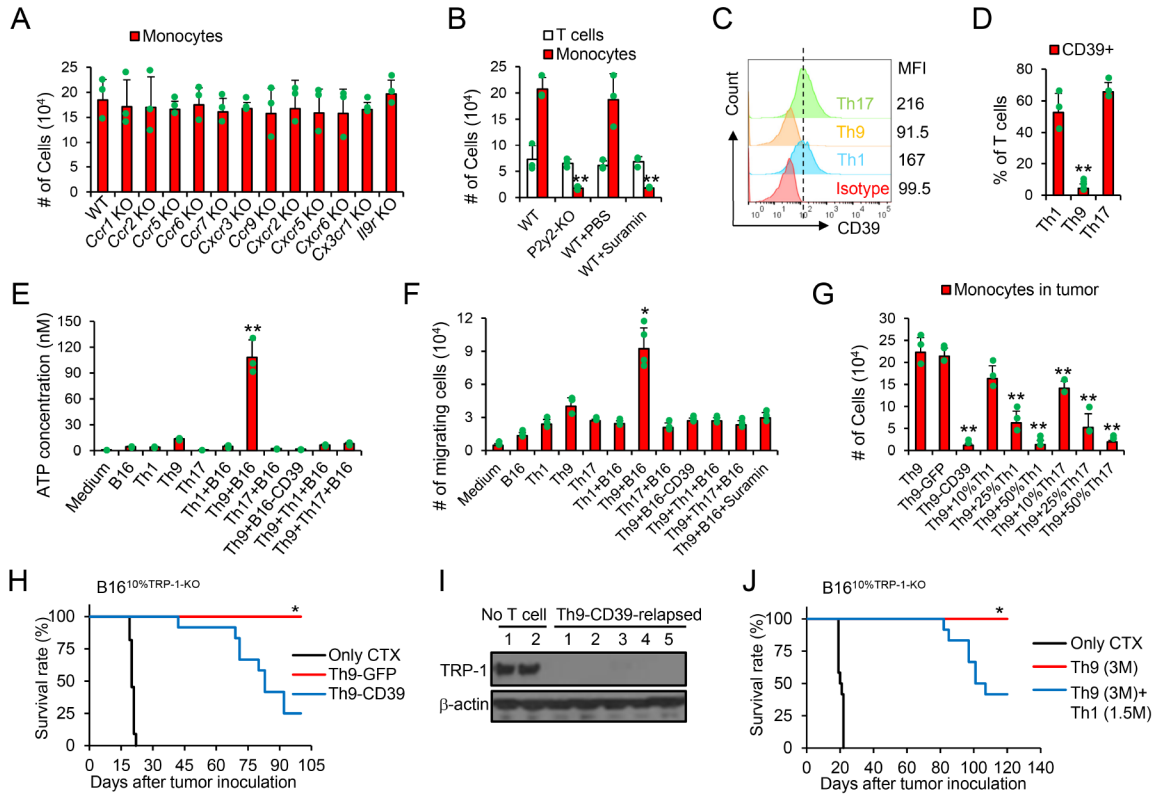 A
Monocytes
# of Cells (10⁴)
25
20
15
10
5
0
WT
Ccr1 KO
Ccr2 KO
Ccr5 KO
Ccr6 KO
Ccr7 KO
Cxcr3 KO
Ccr9 KO
Cxcr2 KO
Cxcr5 KO
Cxcr6 KO
Cx3cr1 KO
Il9r KO
B
T cells
Monocytes
# of Cells (10⁴)
25
20
15
10
5
0
**
**
WT
P2y2-KO
WT+PBS
WT+Suramin
C
Count
MFI
Th17 216
Th9 91.5
Th1 167
Isotype 99.5
10⁰ 10¹ 10² 10³ 10⁴
CD39
D
CD39+
% of T cells
80
60
40
20
0
**
Th1
Th9
Th17
E
ATP concentration (nM)
150
120
90
60
30
0
**
Medium
B16
Th1
Th9
Th17
Th1+B16
Th9+B16
Th17+B16
Th9+B16-CD39
Th9+Th1+B16
Th9+Th17+B16
F
# of migrating cells (10⁴)
12
9
6
3
0
*
Medium
B16
Th1
Th9
Th17
Th1+B16
Th9+B16
Th17+B16
Th9+B16-CD39
Th9+Th1+B16
Th9+Th17+B16
Th9+B16+Suramin
G
Monocytes in tumor
# of Cells (10⁴)
30
25
20
15
10
5
0
**
**
**
**
**
**
Th9
Th9-GFP
Th9-CD39
Th9+10%Th1
Th9+25%Th1
Th9+50%Th1
Th9+10%Th17
Th9+25%Th17
Th9+50%Th17
H
B16¹⁰%TRP-1-KO
Survival rate (%)
100
75
50
25
0
*
Only CTX
Th9-GFP
Th9-CD39
0 15 30 45 60 75 90 105
Days after tumor inoculation
I
No T cell Th9-CD39-relapsed
1 2 1 2 3 4 5
TRP-1
β-actin
J
B16¹⁰%TRP-1-KO
Survival rate (%)
100
75
50
25
0
*
Only CTX
Th9 (3M)
Th9 (3M)+
Th1 (1.5M)
0 20 40 60 80 100 120 140
Days after tumor inoculation